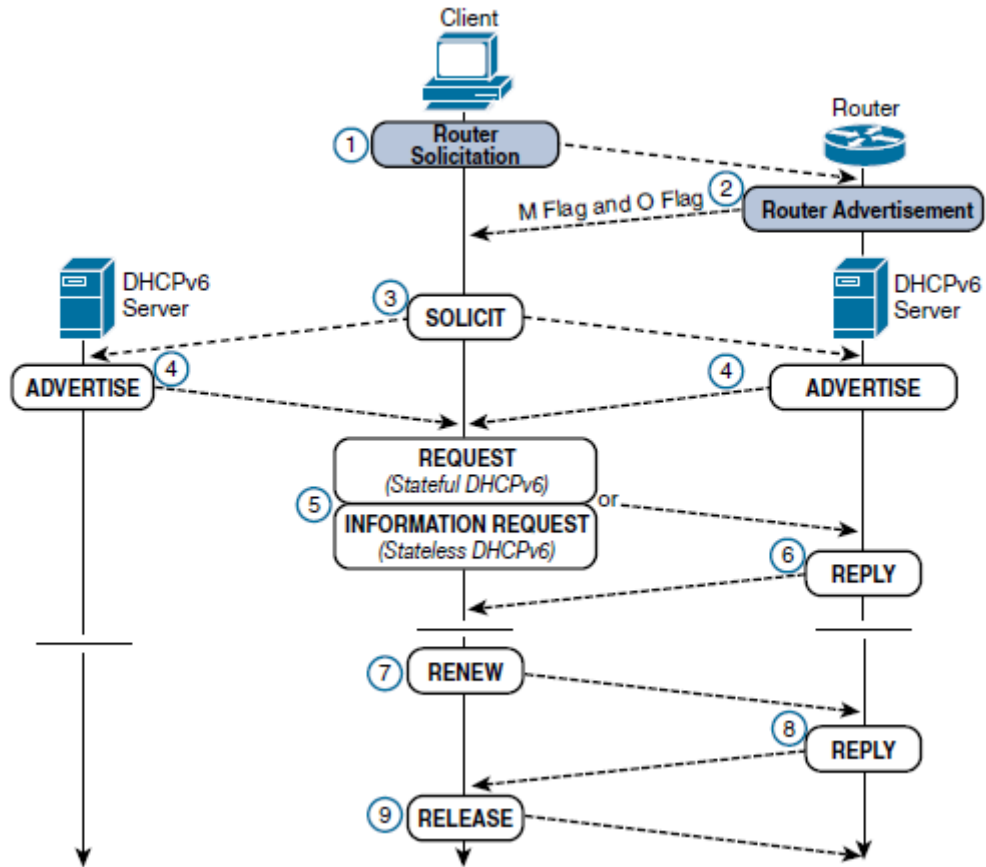 Client
Router
1
Router
Solicitation
2
M Flag and O Flag
Router Advertisement
DHCPv6
Server
3
SOLICIT
DHCPv6
Server
ADVERTISE
4
4
ADVERTISE
REQUEST
(Stateful DHCPv6)
or
5
INFORMATION REQUEST
(Stateless DHCPv6)
6
REPLY
7
RENEW
8
REPLY
9
RELEASE